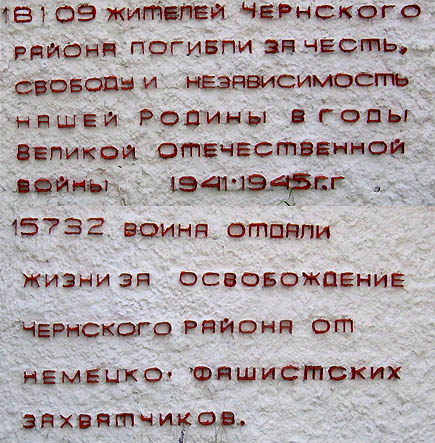 18109 жителей Чернского
района погибли за честь,
свободу и независимость
нашей Родины в годы
Великой Отечественной
войны 1941-1945г.г
15732 воина отдали
жизни за освобождение
Чернского района от
немецко-фашистских
захватчиков.